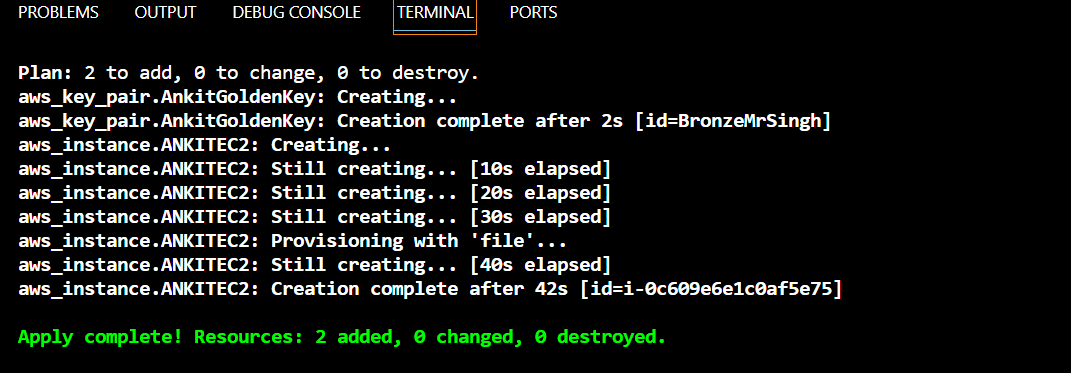 PROBLEMS OUTPUT DEBUG CONSOLE TERMINAL PORTS
Plan: 2 to add, 0 to change, 0 to destroy.
aws_key_pair.AnkitGoldenKey: Creating...
aws_key_pair.AnkitGoldenKey: Creation complete after 2s [id=BronzeMrSingh]
aws_instance.ANKITEC2: Creating...
aws_instance.ANKITEC2: Still creating... [10s elapsed]
aws_instance.ANKITEC2: Still creating... [20s elapsed]
aws_instance.ANKITEC2: Still creating... [30s elapsed]
aws_instance.ANKITEC2: Provisioning with 'file'...
aws_instance.ANKITEC2: Still creating... [40s elapsed]
aws_instance.ANKITEC2: Creation complete after 42s [id=i-0c609e6e1c0af5e75]
Apply complete! Resources: 2 added, 0 changed, 0 destroyed.